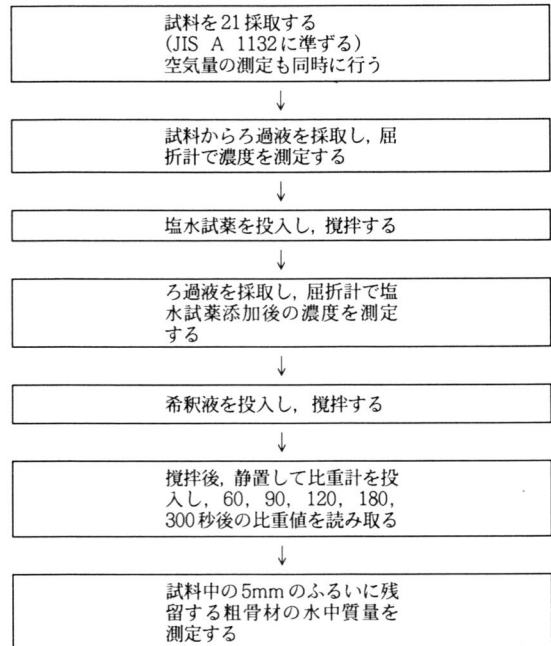 試料を21採取する
(JIS A 1132に準ずる)
空気量の測定も同時に行う
↓
試料からろ過液を採取し, 屈
折計で濃度を測定する
↓
塩水試薬を投入し, 攪拌する
↓
ろ過液を採取し, 屈折計で塩
水試薬添加後の濃度を測定
する
↓
希釈液を投入し, 攪拌する
↓
攪拌後, 静置して比重計を投
入し, 60, 90, 120, 180,
300秒後の比重値を読み取る
↓
試料中の5mmのふるいに残
留する粗骨材の水中質量を
測定する